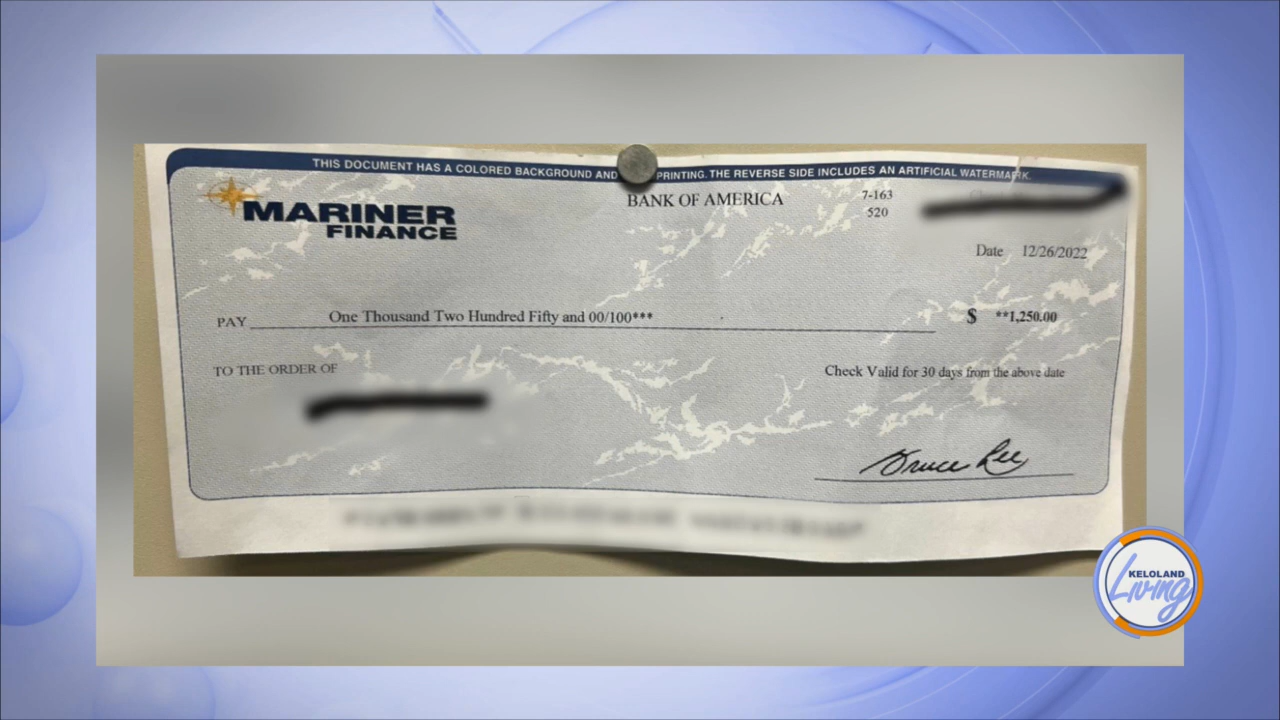 THIS DOCUMENT HAS A COLORED BACKGROUND AND PRINTING. THE REVERSE SIDE INCLUDES AN ARTIFICIAL WATERMARK.
MARINER
FINANCE
BANK OF AMERICA
7-163
520
Date 12/26/2022
PAY One Thousand Two Hundred Fifty and 00/100*** $ **1,250.00
TO THE ORDER OF
Check Valid for 30 days from the above date
Bruce Lee
KELOLAND
Living